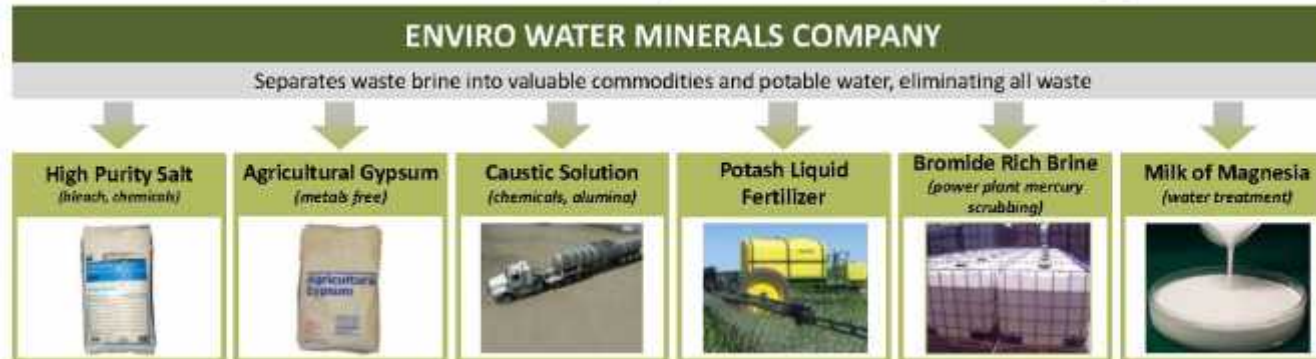 ENVIRO WATER MINERALS COMPANY
Separates waste brine into valuable commodities and potable water, eliminating all waste
High Purity Salt
(bleach, chemicals)
Agricultural Gypsum
(metals free)
Caustic Solution
(chemicals, alumina)
Potash Liquid
Fertilizer
Bromide Rich Brine
(power plant mercury
scrubbing)
Milk of Magnesia
(water treatment)
Agricultural
Gypsum